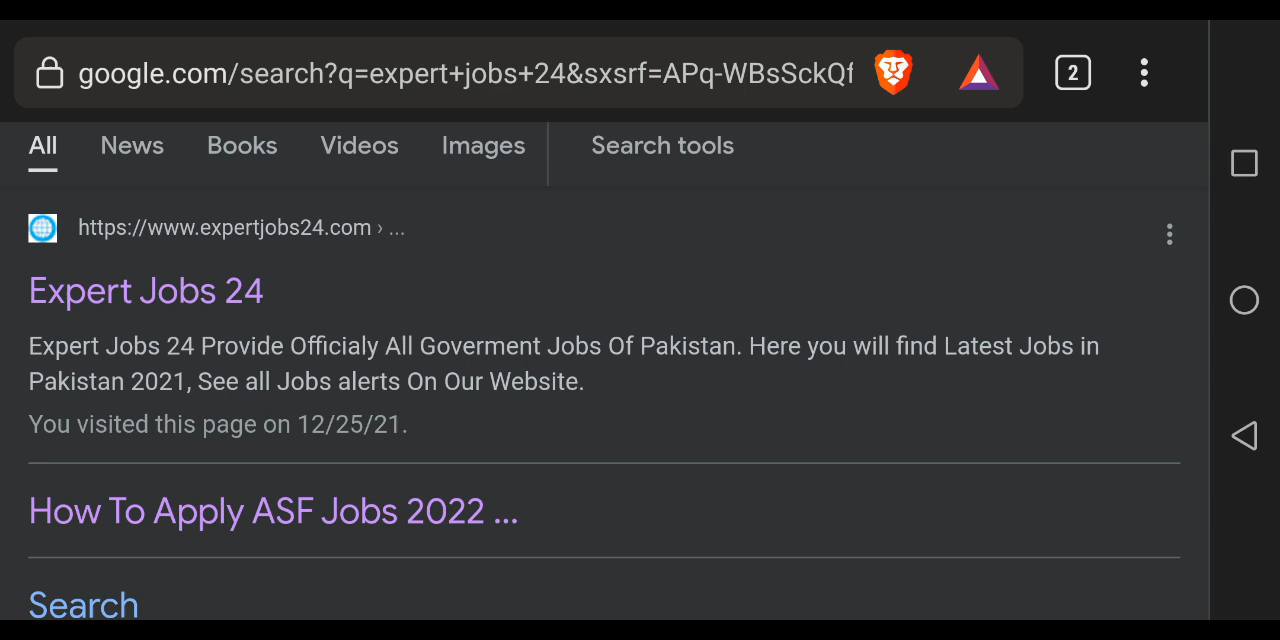 google.com/search?q=expert+jobs+24&sxsrf=APq-WBsSckQf
2
All News Books Videos Images Search tools
https://www.expertjobs24.com › ...
Expert Jobs 24
Expert Jobs 24 Provide Officialy All Goverment Jobs Of Pakistan. Here you will find Latest Jobs in
Pakistan 2021, See all Jobs alerts On Our Website.
You visited this page on 12/25/21.
How To Apply ASF Jobs 2022 ...
Search